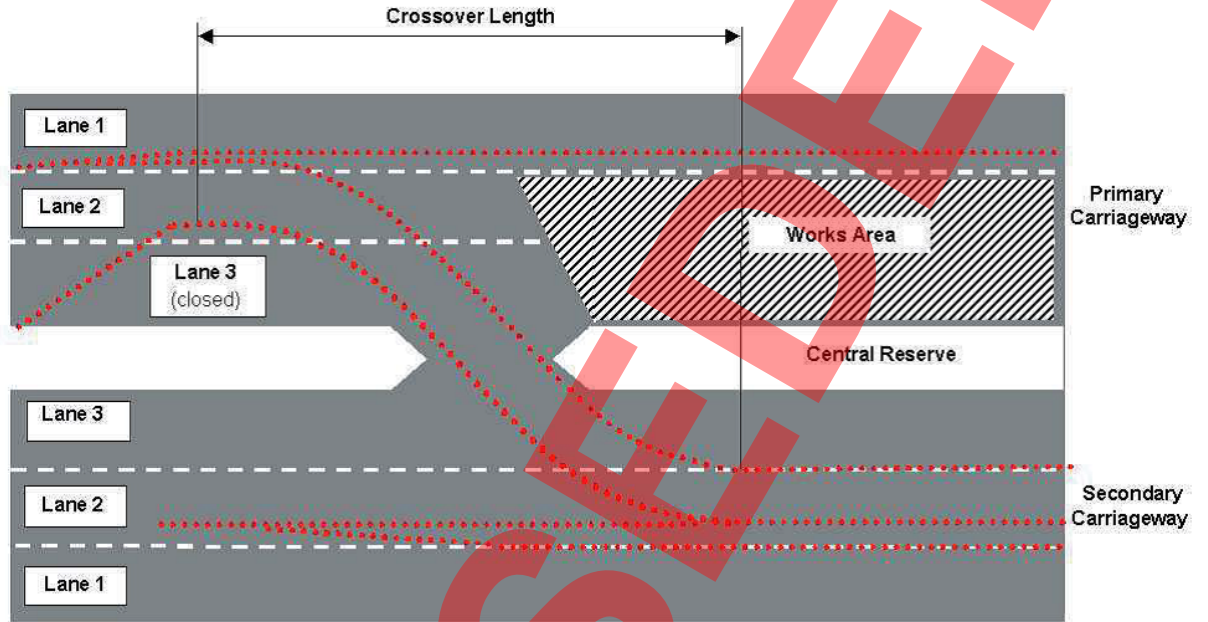 Crossover Length
Lane 1
Lane 2
Primary
Carriageway
Works Area
Lane 3
(closed)
Central Reserve
Lane 3
Lane 2
Secondary
Carriageway
Lane 1
SEDE